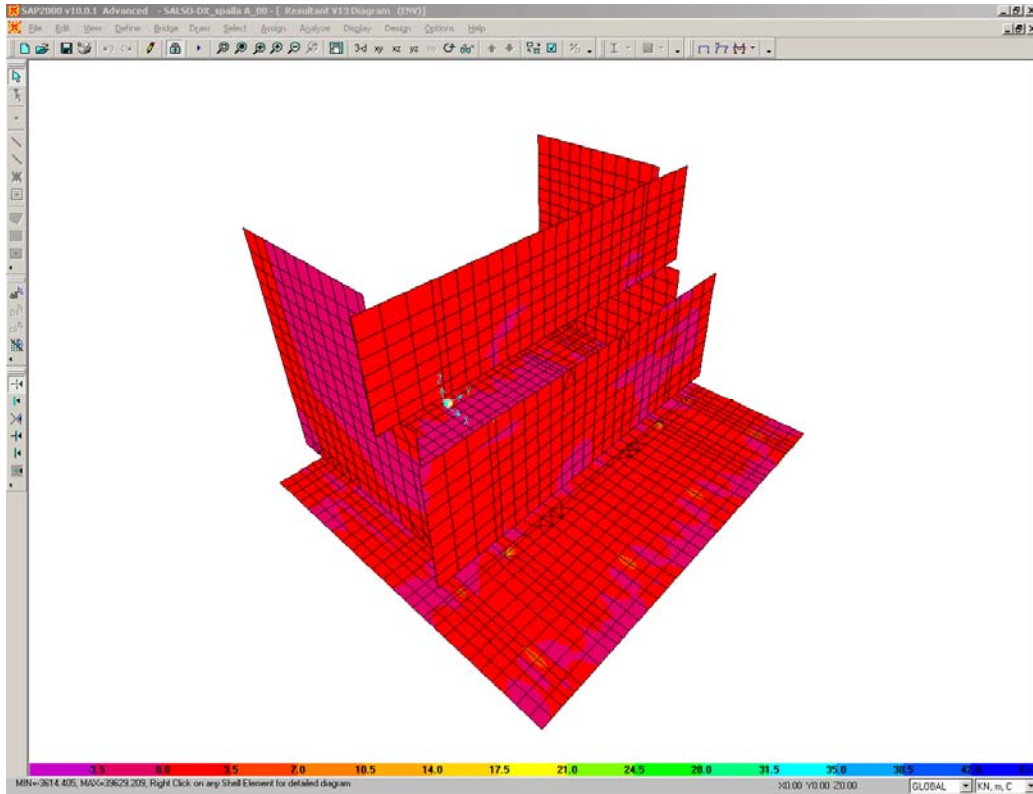 SAP2000 v10.0.1 Advanced - SALSO-DX_spalla A_00 - [ Resultant V13 Diagram (ENV)]
File Edit View Define Bridge Draw Select Assign Analyze Display Design Options Help
3-d xy xz yz
Z Y X
-3.5 0.0 3.5 7.0 10.5 14.0 17.5 21.0 24.5 28.0 31.5 35.0 38.5
MIN=-3614.405, MAX=39629.209, Right Click on any Shell Element for detailed diagram X0.00 Y0.00 Z0.00 GLOBAL KN, m, C